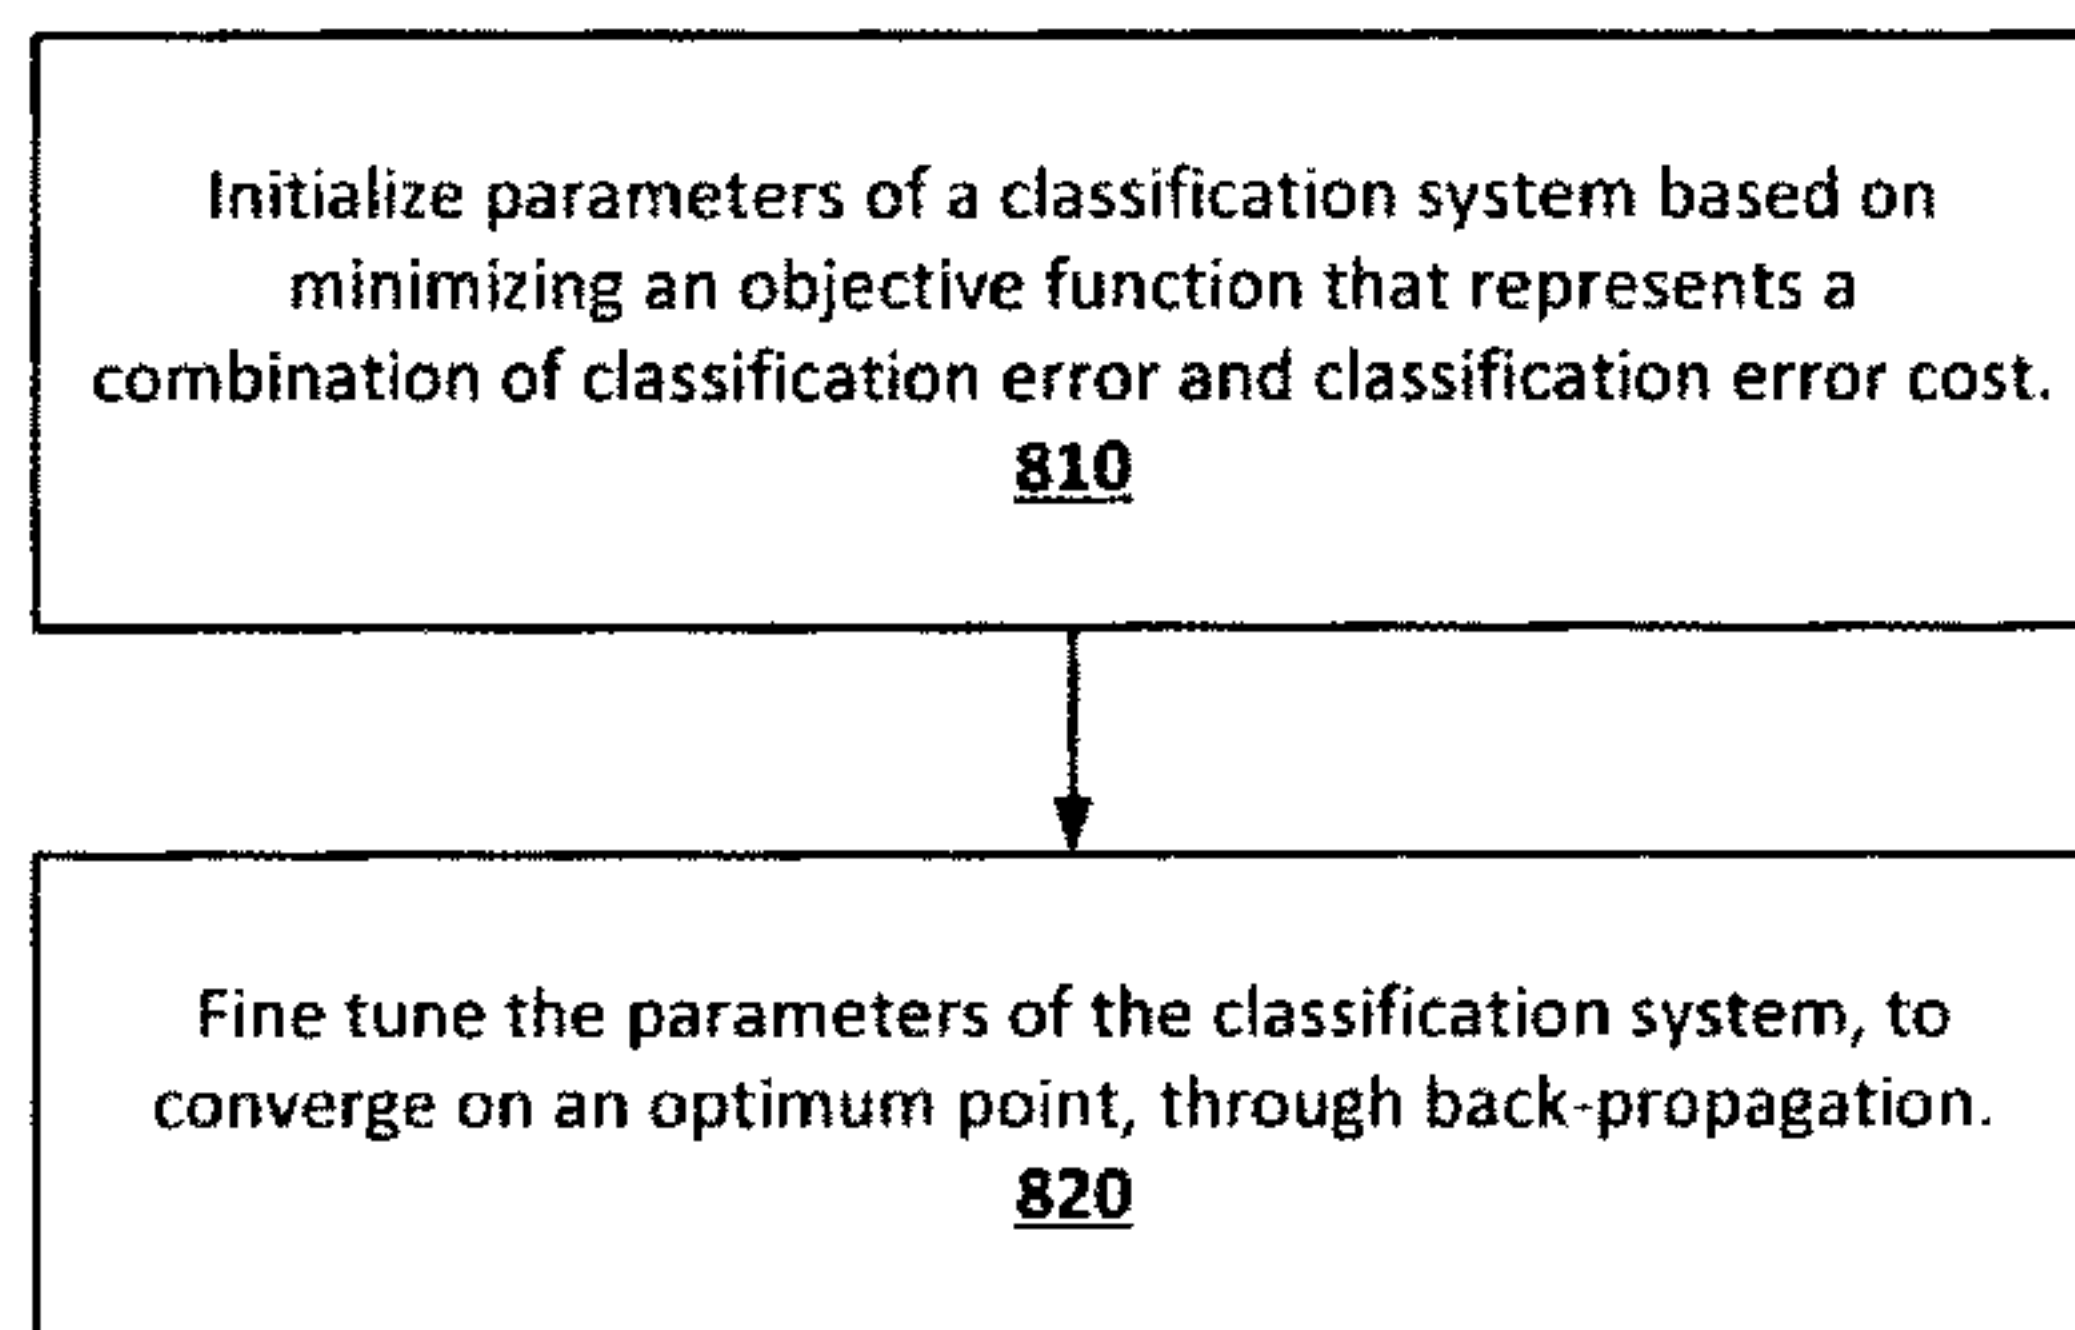 Initialize parameters of a classification system based on
minimizing an objective function that represents a
combination of classification error and classification error cost.
810
Fine tune the parameters of the classification system, to
converge on an optimum point, through back-propagation.
820